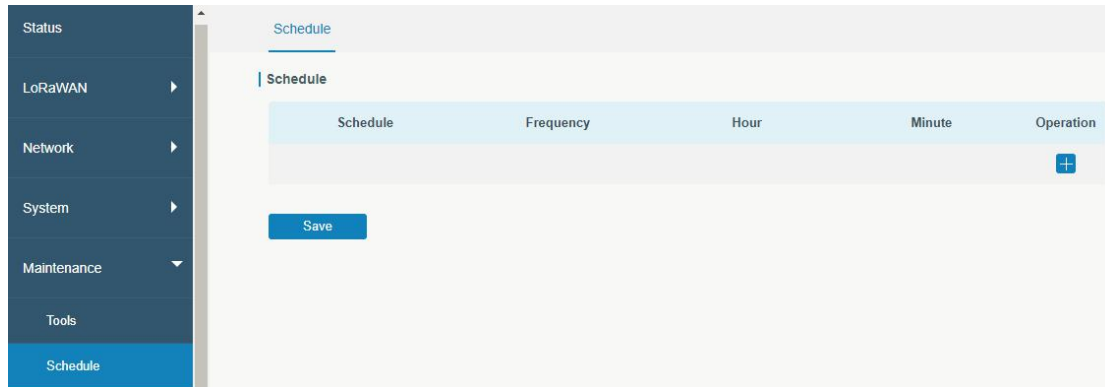 Status
LoRaWAN
Network
System
Maintenance
Tools
Schedule
Schedule
Schedule
Schedule Frequency Hour Minute Operation
Save